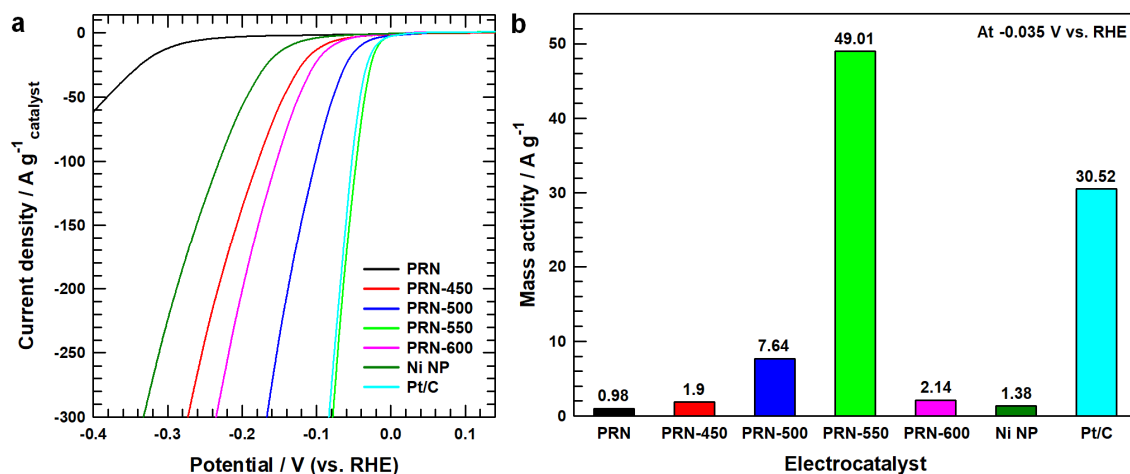 a
0
-50
-100
-150
-200
-250
-300
Current density / A g⁻¹ catalyst
PRN
PRN-450
PRN-500
PRN-550
PRN-600
Ni NP
Pt/C
-0.4
-0.3
-0.2
-0.1
0.0
0.1
Potential / V (vs. RHE)
b
At -0.035 V vs. RHE
50
40
30
20
10
0
Mass activity / A g⁻¹
0.98
1.9
7.64
49.01
2.14
1.38
30.52
PRN
PRN-450
PRN-500
PRN-550
PRN-600
Ni NP
Pt/C
Electrocatalyst